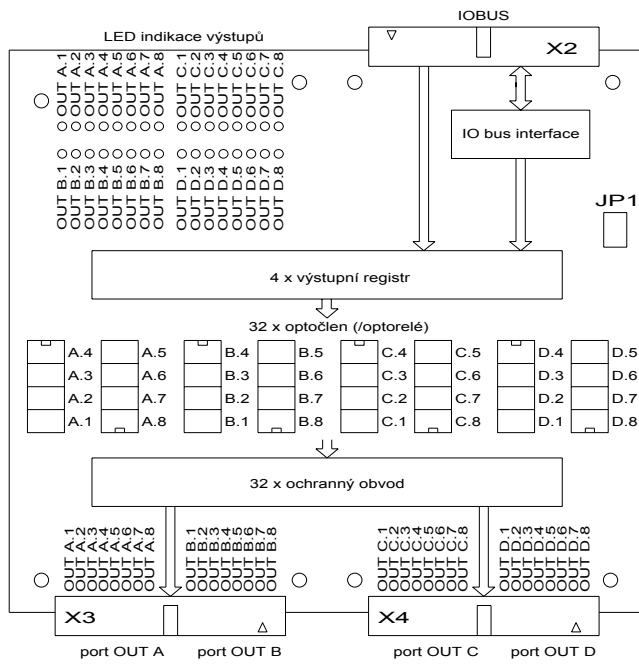 LED indikace výstupů
IOBUS
X2
OUT A.1
OUT A.2
OUT A.3
OUT A.4
OUT A.5
OUT A.6
OUT A.7
OUT A.8
OUT C.1
OUT C.2
OUT C.3
OUT C.4
OUT C.5
OUT C.6
OUT C.7
OUT C.8
IO bus interface
OUT B.1
OUT B.2
OUT B.3
OUT B.4
OUT B.5
OUT B.6
OUT B.7
OUT B.8
OUT D.1
OUT D.2
OUT D.3
OUT D.4
OUT D.5
OUT D.6
OUT D.7
OUT D.8
JP1
4 x výstupní registr
32 x optočlen (/optorelé)
A.4 A.5 B.4 B.5 C.4 C.5 D.4 D.5
A.3 A.6 B.3 B.6 C.3 C.6 D.3 D.6
A.2 A.7 B.2 B.7 C.2 C.7 D.2 D.7
A.1 A.8 B.1 B.8 C.1 C.8 D.1 D.8
32 x ochranný obvod
OUT A.1
OUT A.2
OUT A.3
OUT A.4
OUT A.5
OUT A.6
OUT A.7
OUT A.8
OUT B.1
OUT B.2
OUT B.3
OUT B.4
OUT B.5
OUT B.6
OUT B.7
OUT B.8
OUT C.1
OUT C.2
OUT C.3
OUT C.4
OUT C.5
OUT C.6
OUT C.7
OUT C.8
OUT D.1
OUT D.2
OUT D.3
OUT D.4
OUT D.5
OUT D.6
OUT D.7
OUT D.8
X3
X4
port OUT A port OUT B port OUT C port OUT D